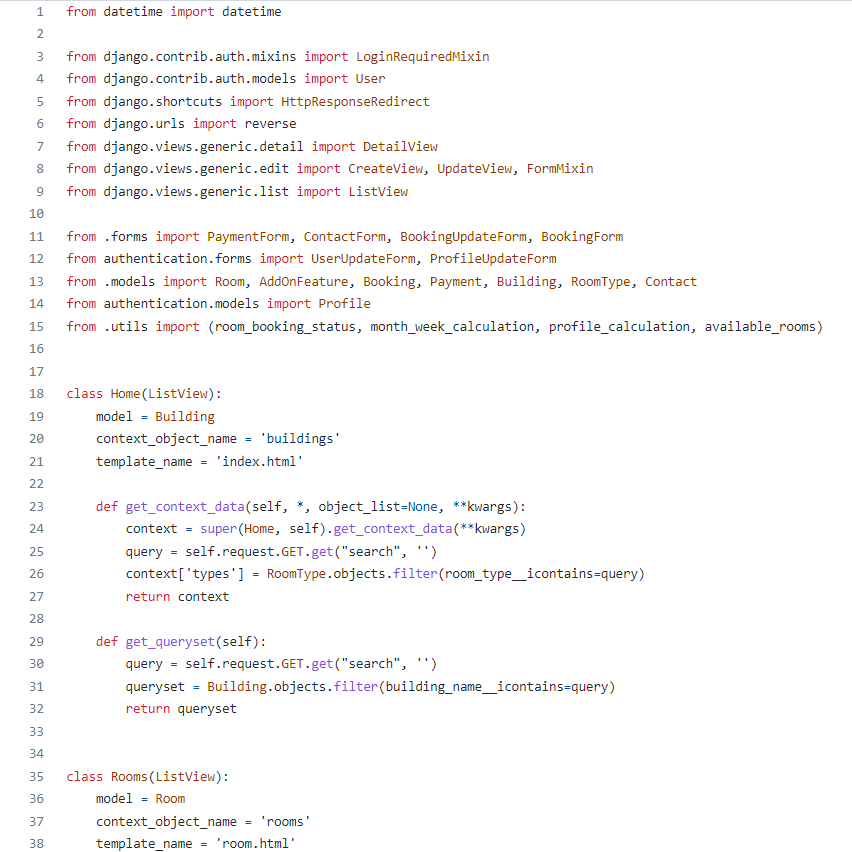 1 from datetime import datetime
2
3 from django.contrib.auth.mixins import LoginRequiredMixin
4 from django.contrib.auth.models import User
5 from django.shortcuts import HttpResponseRedirect
6 from django.urls import reverse
7 from django.views.generic.detail import DetailView
8 from django.views.generic.edit import CreateView, UpdateView, FormMixin
9 from django.views.generic.list import ListView
10
11 from .forms import PaymentForm, ContactForm, BookingUpdateForm, BookingForm
12 from authentication.forms import UserUpdateForm, ProfileUpdateForm
13 from .models import Room, AddOnFeature, Booking, Payment, Building, RoomType, Contact
14 from authentication.models import Profile
15 from .utils import (room_booking_status, month_week_calculation, profile_calculation, available_rooms)
16
17
18 class Home(ListView):
19     model = Building
20     context_object_name = 'buildings'
21     template_name = 'index.html'
22
23     def get_context_data(self, *, object_list=None, **kwargs):
24         context = super(Home, self).get_context_data(**kwargs)
25         query = self.request.GET.get("search", '')
26         context['types'] = RoomType.objects.filter(room_type__icontains=query)
27         return context
28
29     def get_queryset(self):
30         query = self.request.GET.get("search", '')
31         queryset = Building.objects.filter(building_name__icontains=query)
32         return queryset
33
34
35 class Rooms(ListView):
36     model = Room
37     context_object_name = 'rooms'
38     template_name = 'room.html'